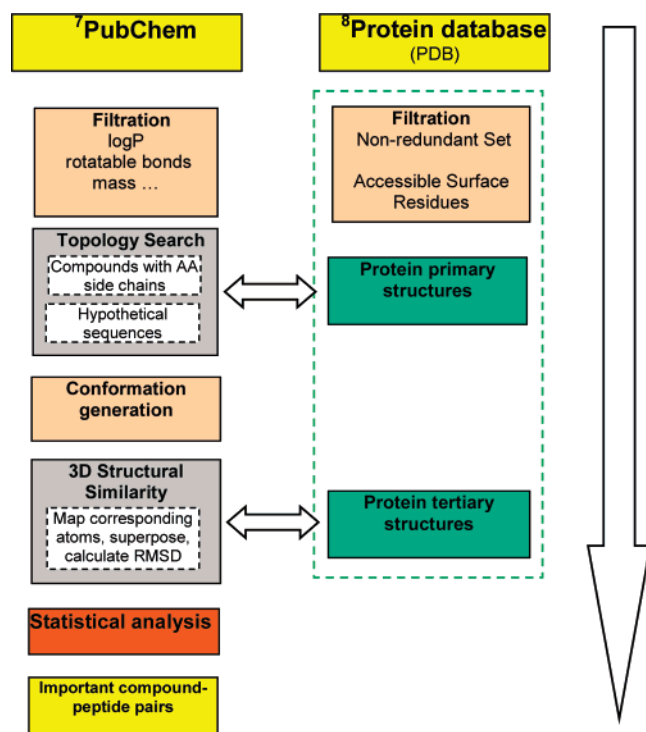 ⁷PubChem
⁸Protein database
(PDB)
Filtration
logP
rotatable bonds
mass ...
Filtration
Non-redundant Set
Accessible Surface
Residues
Topology Search
Compounds with AA
side chains
Hypothetical
sequences
Protein primary
structures
Conformation
generation
3D Structural
Similarity
Map corresponding
atoms, superpose,
calculate RMSD
Protein tertiary
structures
Statistical analysis
Important compound-
peptide pairs